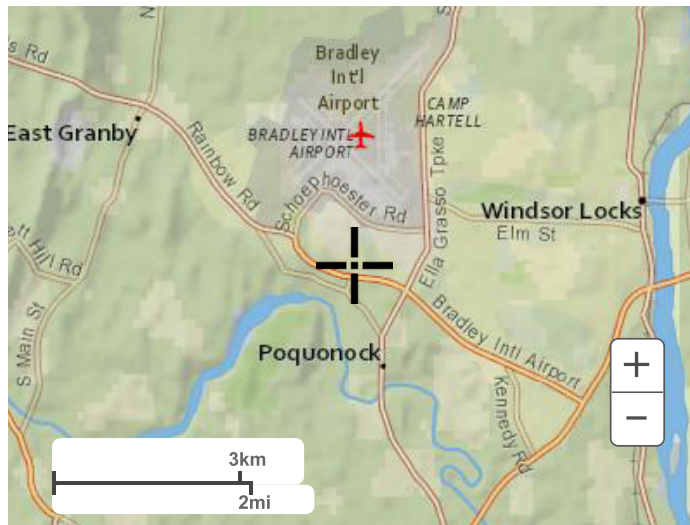 N
S
s Rd
Bradley
Int'l
Airport
CAMP
HARTELL
East Granby
BRADLEY INTL
AIRPORT
Rainbow Rd
Schoephoester Rd
Ella Grasso Tpke
Windsor Locks
Elm St
ett Hill Rd
S Main St
Bradley Intl Airport
Poquonock
Kennedy Rd
+
−
3km
2mi